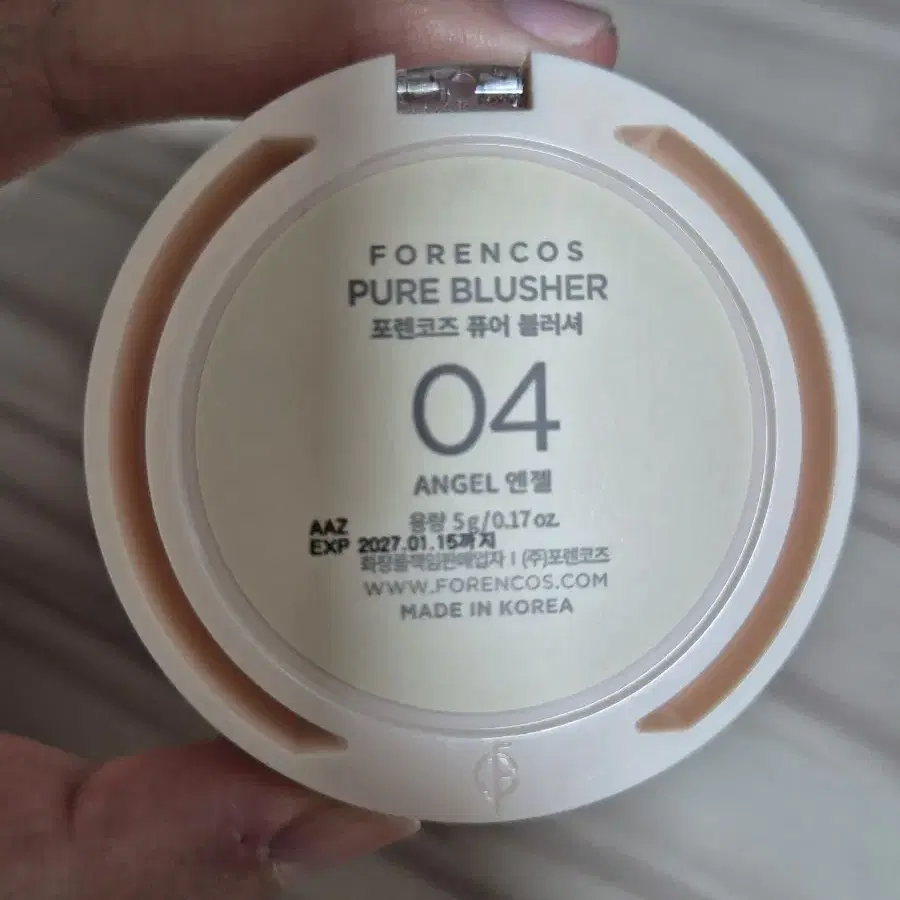 FORENCOS
PURE BLUSHER
포렌코즈 퓨어 블러셔
04
ANGEL 엔젤
용량 5g/0.17oz.
AAZ
EXP 2027.01.15까지
화장품책임판매업자 | (주)포렌코즈
WWW.FORENCOS.COM
MADE IN KOREA